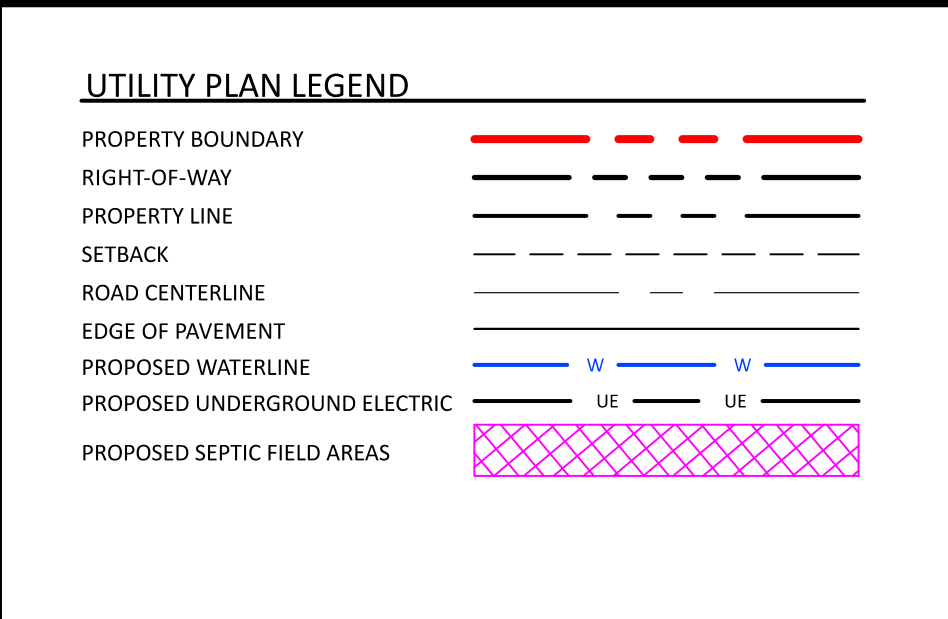 UTILITY PLAN LEGEND
PROPERTY BOUNDARY
RIGHT-OF-WAY
PROPERTY LINE
SETBACK
ROAD CENTERLINE
EDGE OF PAVEMENT
PROPOSED WATERLINE W W
PROPOSED UNDERGROUND ELECTRIC UE UE
PROPOSED SEPTIC FIELD AREAS